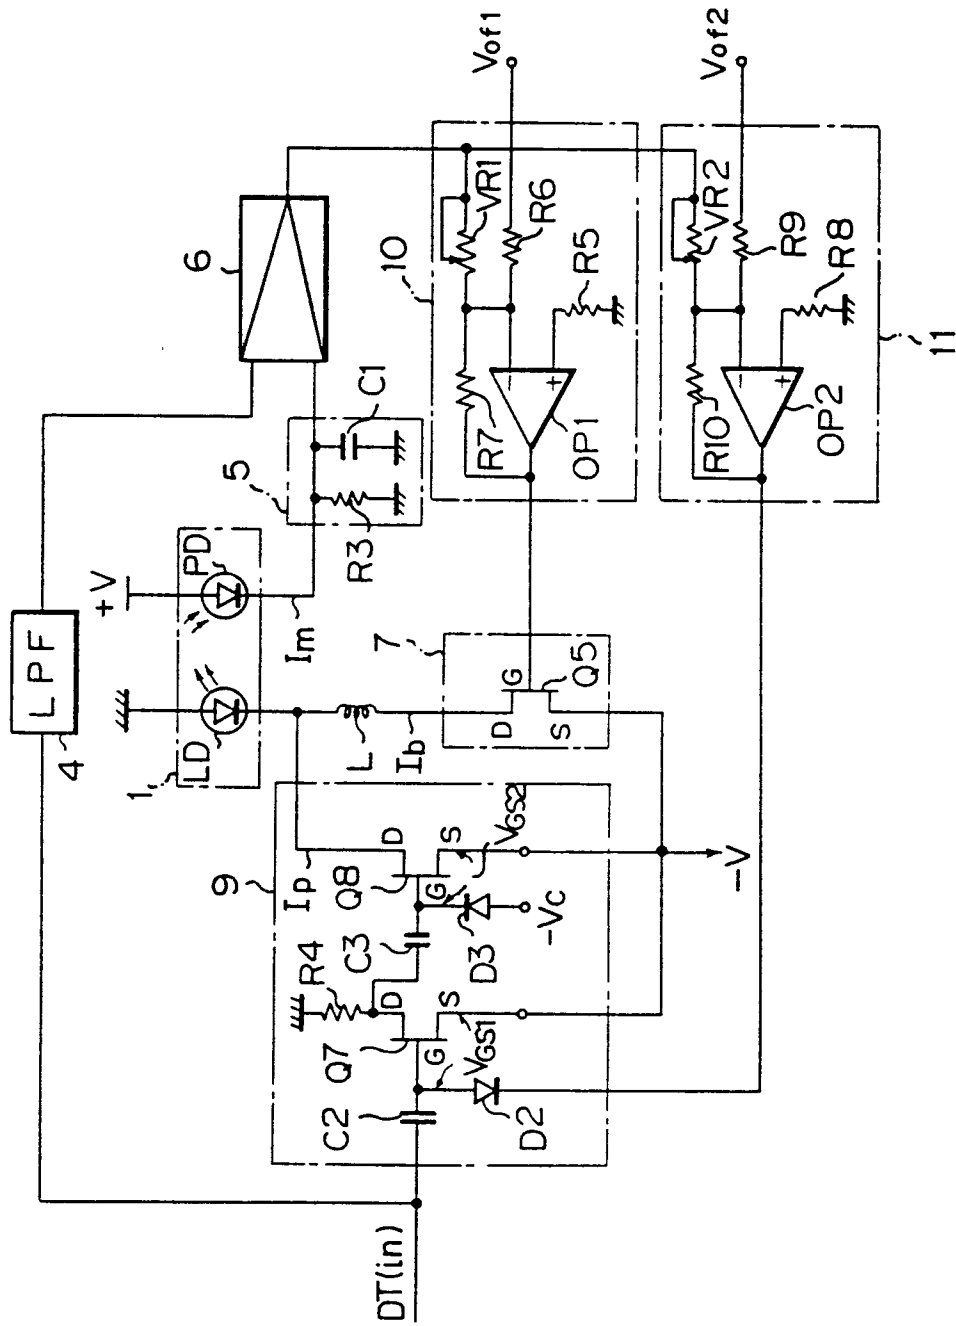 LPF
4
+V
1
LD
PD
Im
5
R3
C1
6
Vof1
10
VR1
R6
R5
R7
OP1
Vof2
VR2
R9
R8
R10
OP2
11
7
L
Ib
D
G
S
Q5
9
Ip
Q8
D
G
S
VGS2
C3
D3
-Vc
R4
Q7
D
G
S
VGS1
C2
D2
-V
DT(in)
-
+
-
+